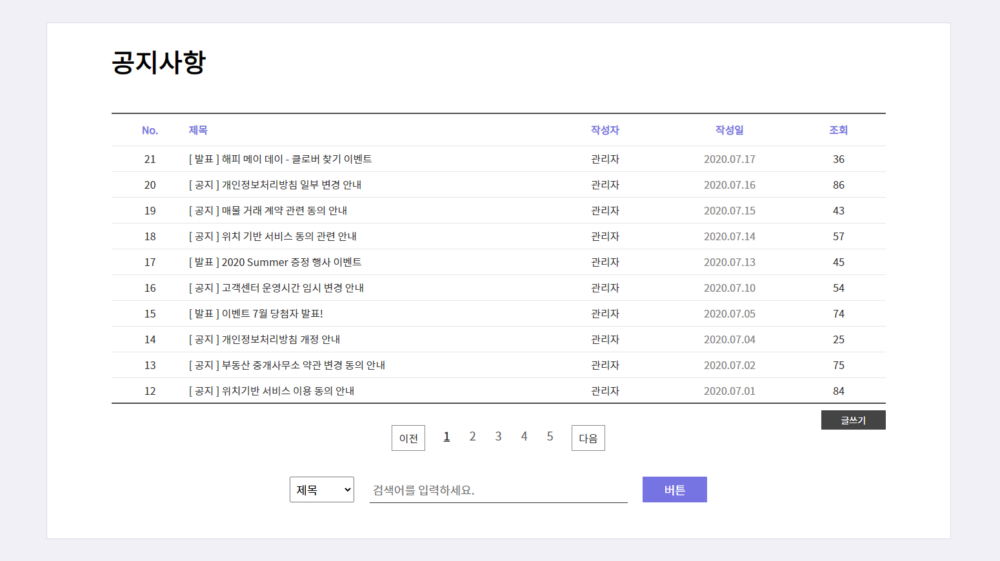 공지사항
No. 제목 작성자 작성일 조회
21 [ 발표 ] 해피 메이 데이 - 클로버 찾기 이벤트 관리자 2020.07.17 36
20 [ 공지 ] 개인정보처리방침 일부 변경 안내 관리자 2020.07.16 86
19 [ 공지 ] 매물 거래 계약 관련 동의 안내 관리자 2020.07.15 43
18 [ 공지 ] 위치 기반 서비스 동의 관련 안내 관리자 2020.07.14 57
17 [ 발표 ] 2020 Summer 증정 행사 이벤트 관리자 2020.07.13 45
16 [ 공지 ] 고객센터 운영시간 임시 변경 안내 관리자 2020.07.10 54
15 [ 발표 ] 이벤트 7월 당첨자 발표! 관리자 2020.07.05 74
14 [ 공지 ] 개인정보처리방침 개정 안내 관리자 2020.07.04 25
13 [ 공지 ] 부동산 중개사무소 약관 변경 동의 안내 관리자 2020.07.02 75
12 [ 공지 ] 위치기반 서비스 이용 동의 안내 관리자 2020.07.01 84
글쓰기
이전 1 2 3 4 5 다음
제목 검색어를 입력하세요. 버튼